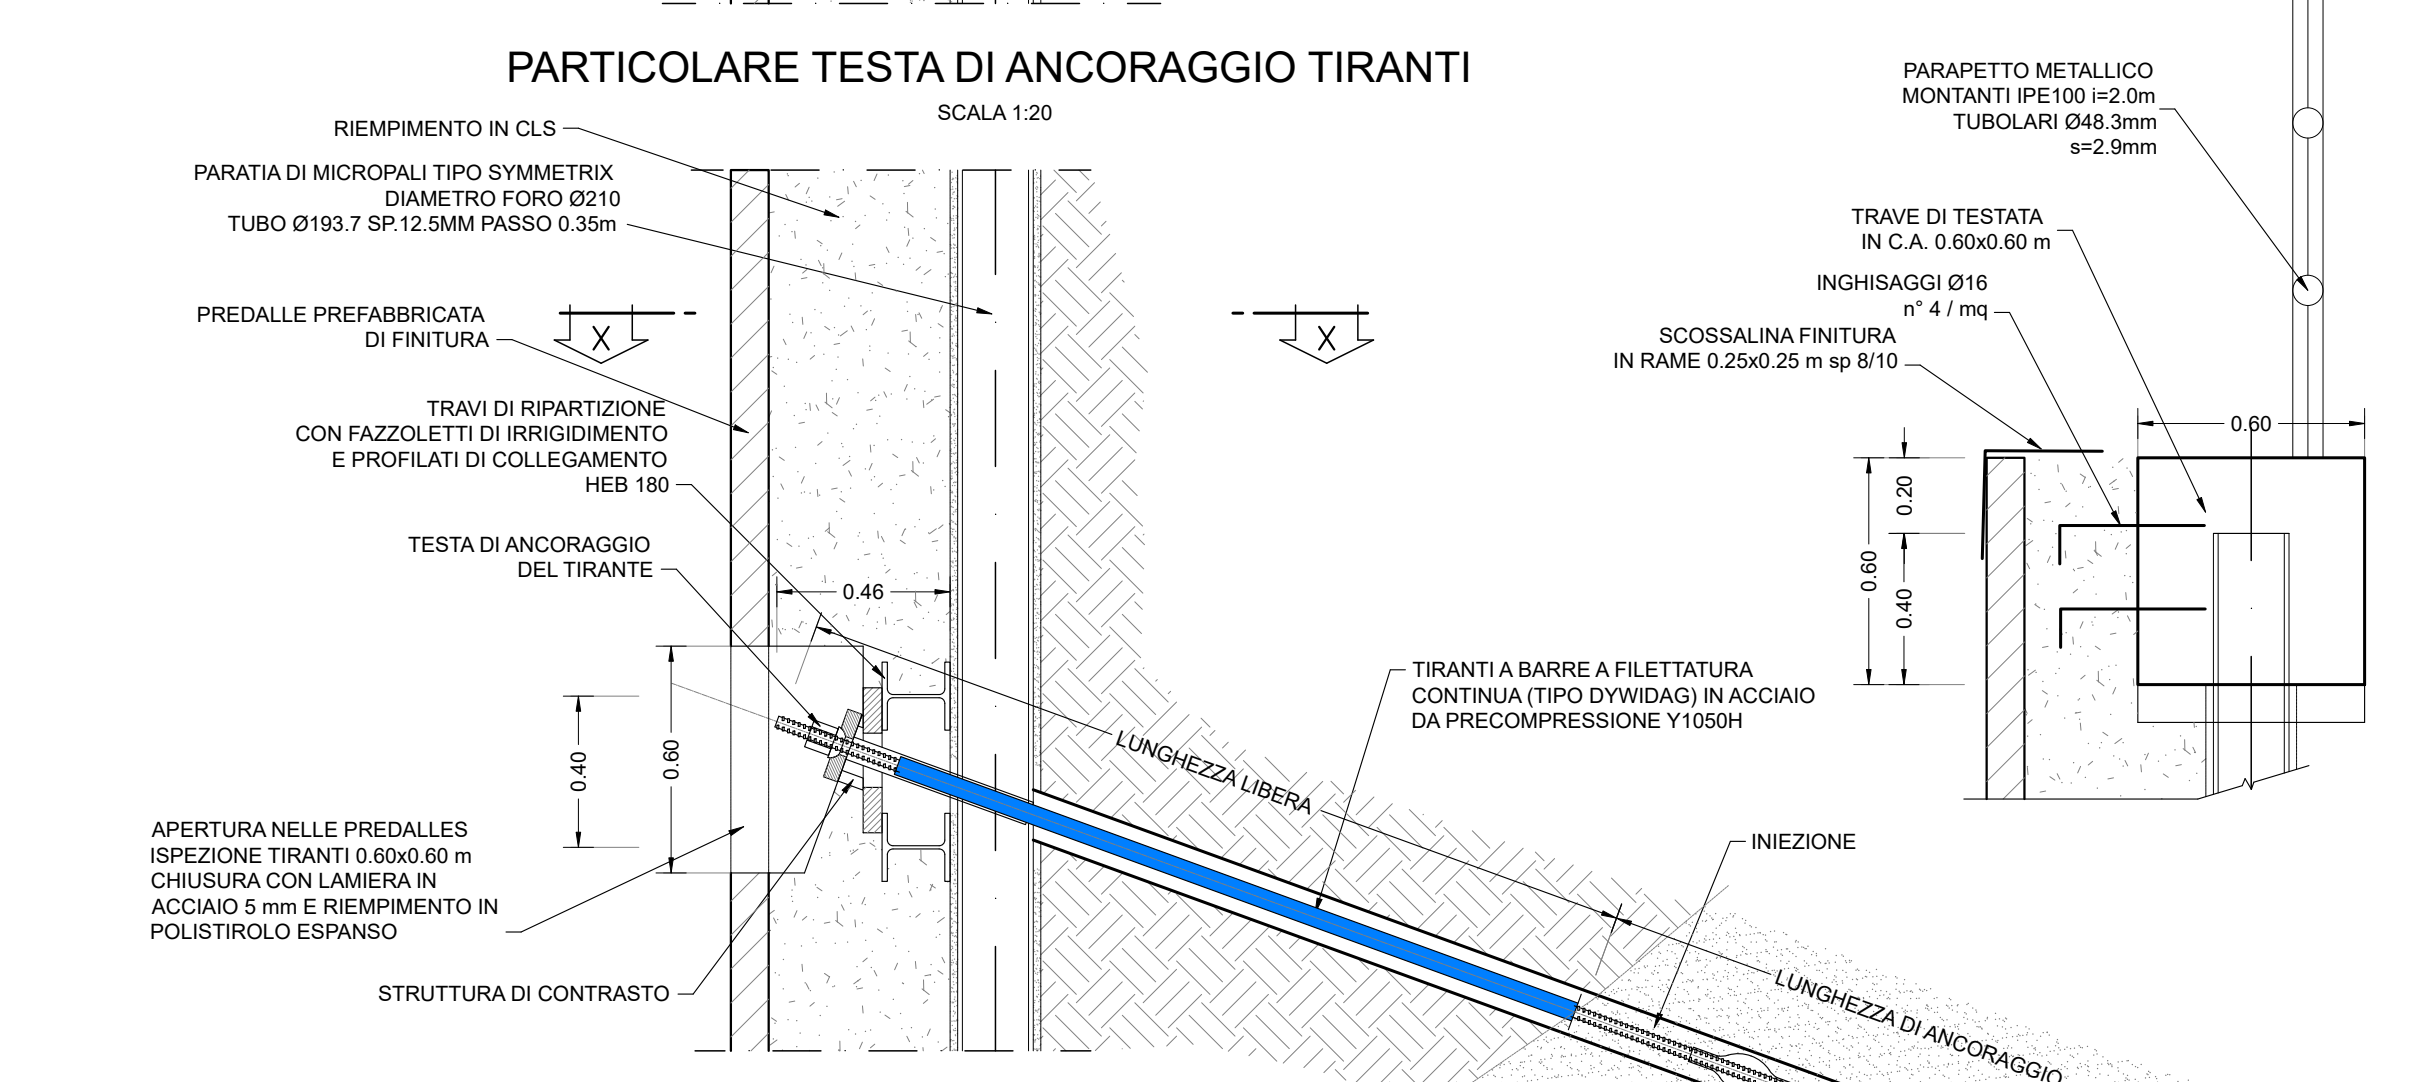 PARTICOLARE TESTA DI ANCORAGGIO TIRANTI
SCALA 1:20
RIEMPIMENTO IN CLS
PARATIA DI MICROPALI TIPO SYMMETRIX
DIAMETRO FORO Ø210
TUBO Ø193.7 SP.12.5MM PASSO 0.35m
PREDALLE PREFABBRICATA
DI FINITURA
X
X
TRAVI DI RIPARTIZIONE
CON FAZZOLETTI DI IRRIGIDIMENTO
E PROFILATI DI COLLEGAMENTO
HEB 180
TESTA DI ANCORAGGIO
DEL TIRANTE
0.46
0.40
0.60
APERTURA NELLE PREDALLES
ISPEZIONE TIRANTI 0.60x0.60 m
CHIUSURA CON LAMIERA IN
ACCIAIO 5 mm E RIEMPIMENTO IN
POLISTIROLO ESPANSO
STRUTTURA DI CONTRASTO
LUNGHEZZA LIBERA
TIRANTI A BARRE A FILETTATURA
CONTINUA (TIPO DYWIDAG) IN ACCIAIO
DA PRECOMPRESSIONE Y1050H
INIEZIONE
LUNGHEZZA DI ANCORAGGIO
PARAPETTO METALLICO
MONTANTI IPE100 i=2.0m
TUBOLARI Ø48.3mm
s=2.9mm
TRAVE DI TESTATA
IN C.A. 0.60x0.60 m
INGHISAGGI Ø16
n° 4 / mq
SCOSSALINA FINITURA
IN RAME 0.25x0.25 m sp 8/10
0.60
0.20
0.60
0.40